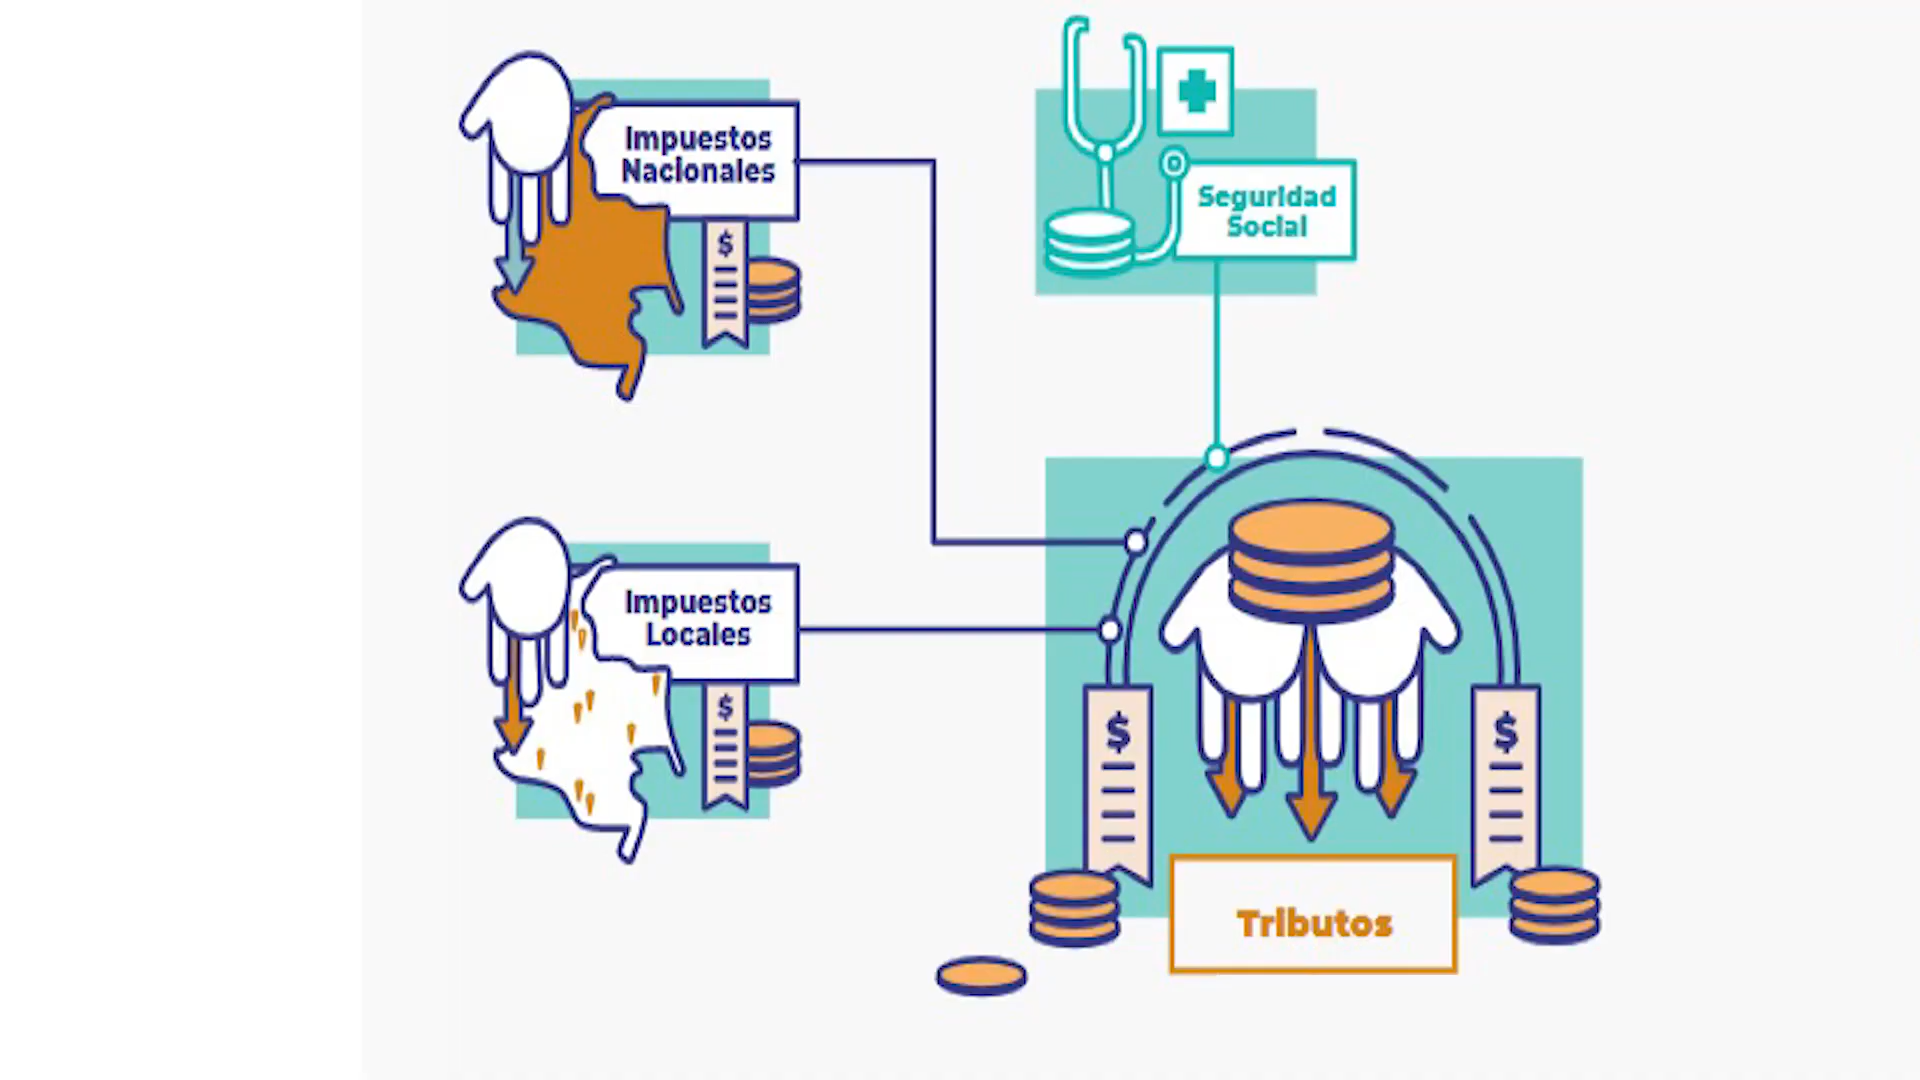 Impuestos
Nacionales
$
Seguridad
Social
Impuestos
Locales
$
$
$
Tributos